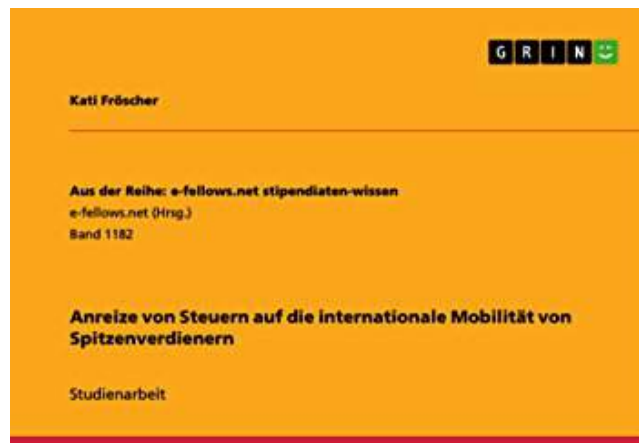 GRIN
Kati Fröscher
Aus der Reihe: e-fellows.net stipendiaten-wissen
e-fellows.net (Hrsg.)
Band 1182
Anreize von Steuern auf die internationale Mobilität von
Spitzenverdienern
Studienarbeit